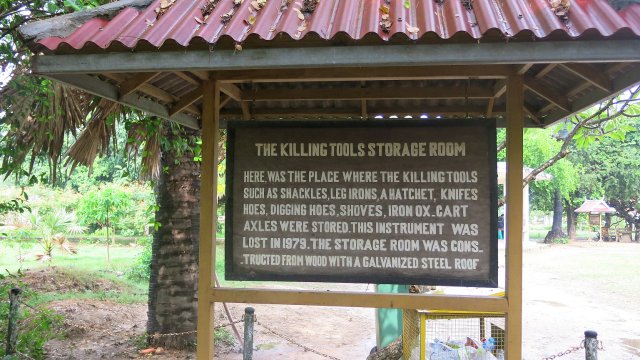 THE KILLING TOOLS STORAGE ROOM
HERE WAS THE PLACE WHERE THE KILLING TOOLS
SUCH AS SHACKLES, LEG IRONS, A HATCHET, KNIFES
HOES, DIGGING HOES, SHOVES, IRON OX.CART
AXLES WERE STORED.THIS INSTRUMENT WAS
LOST IN 1979.THE STORAGE ROOM WAS CONS_
_TRUCTED FROM WOOD WITH A GALVANIZED STEEL ROOF